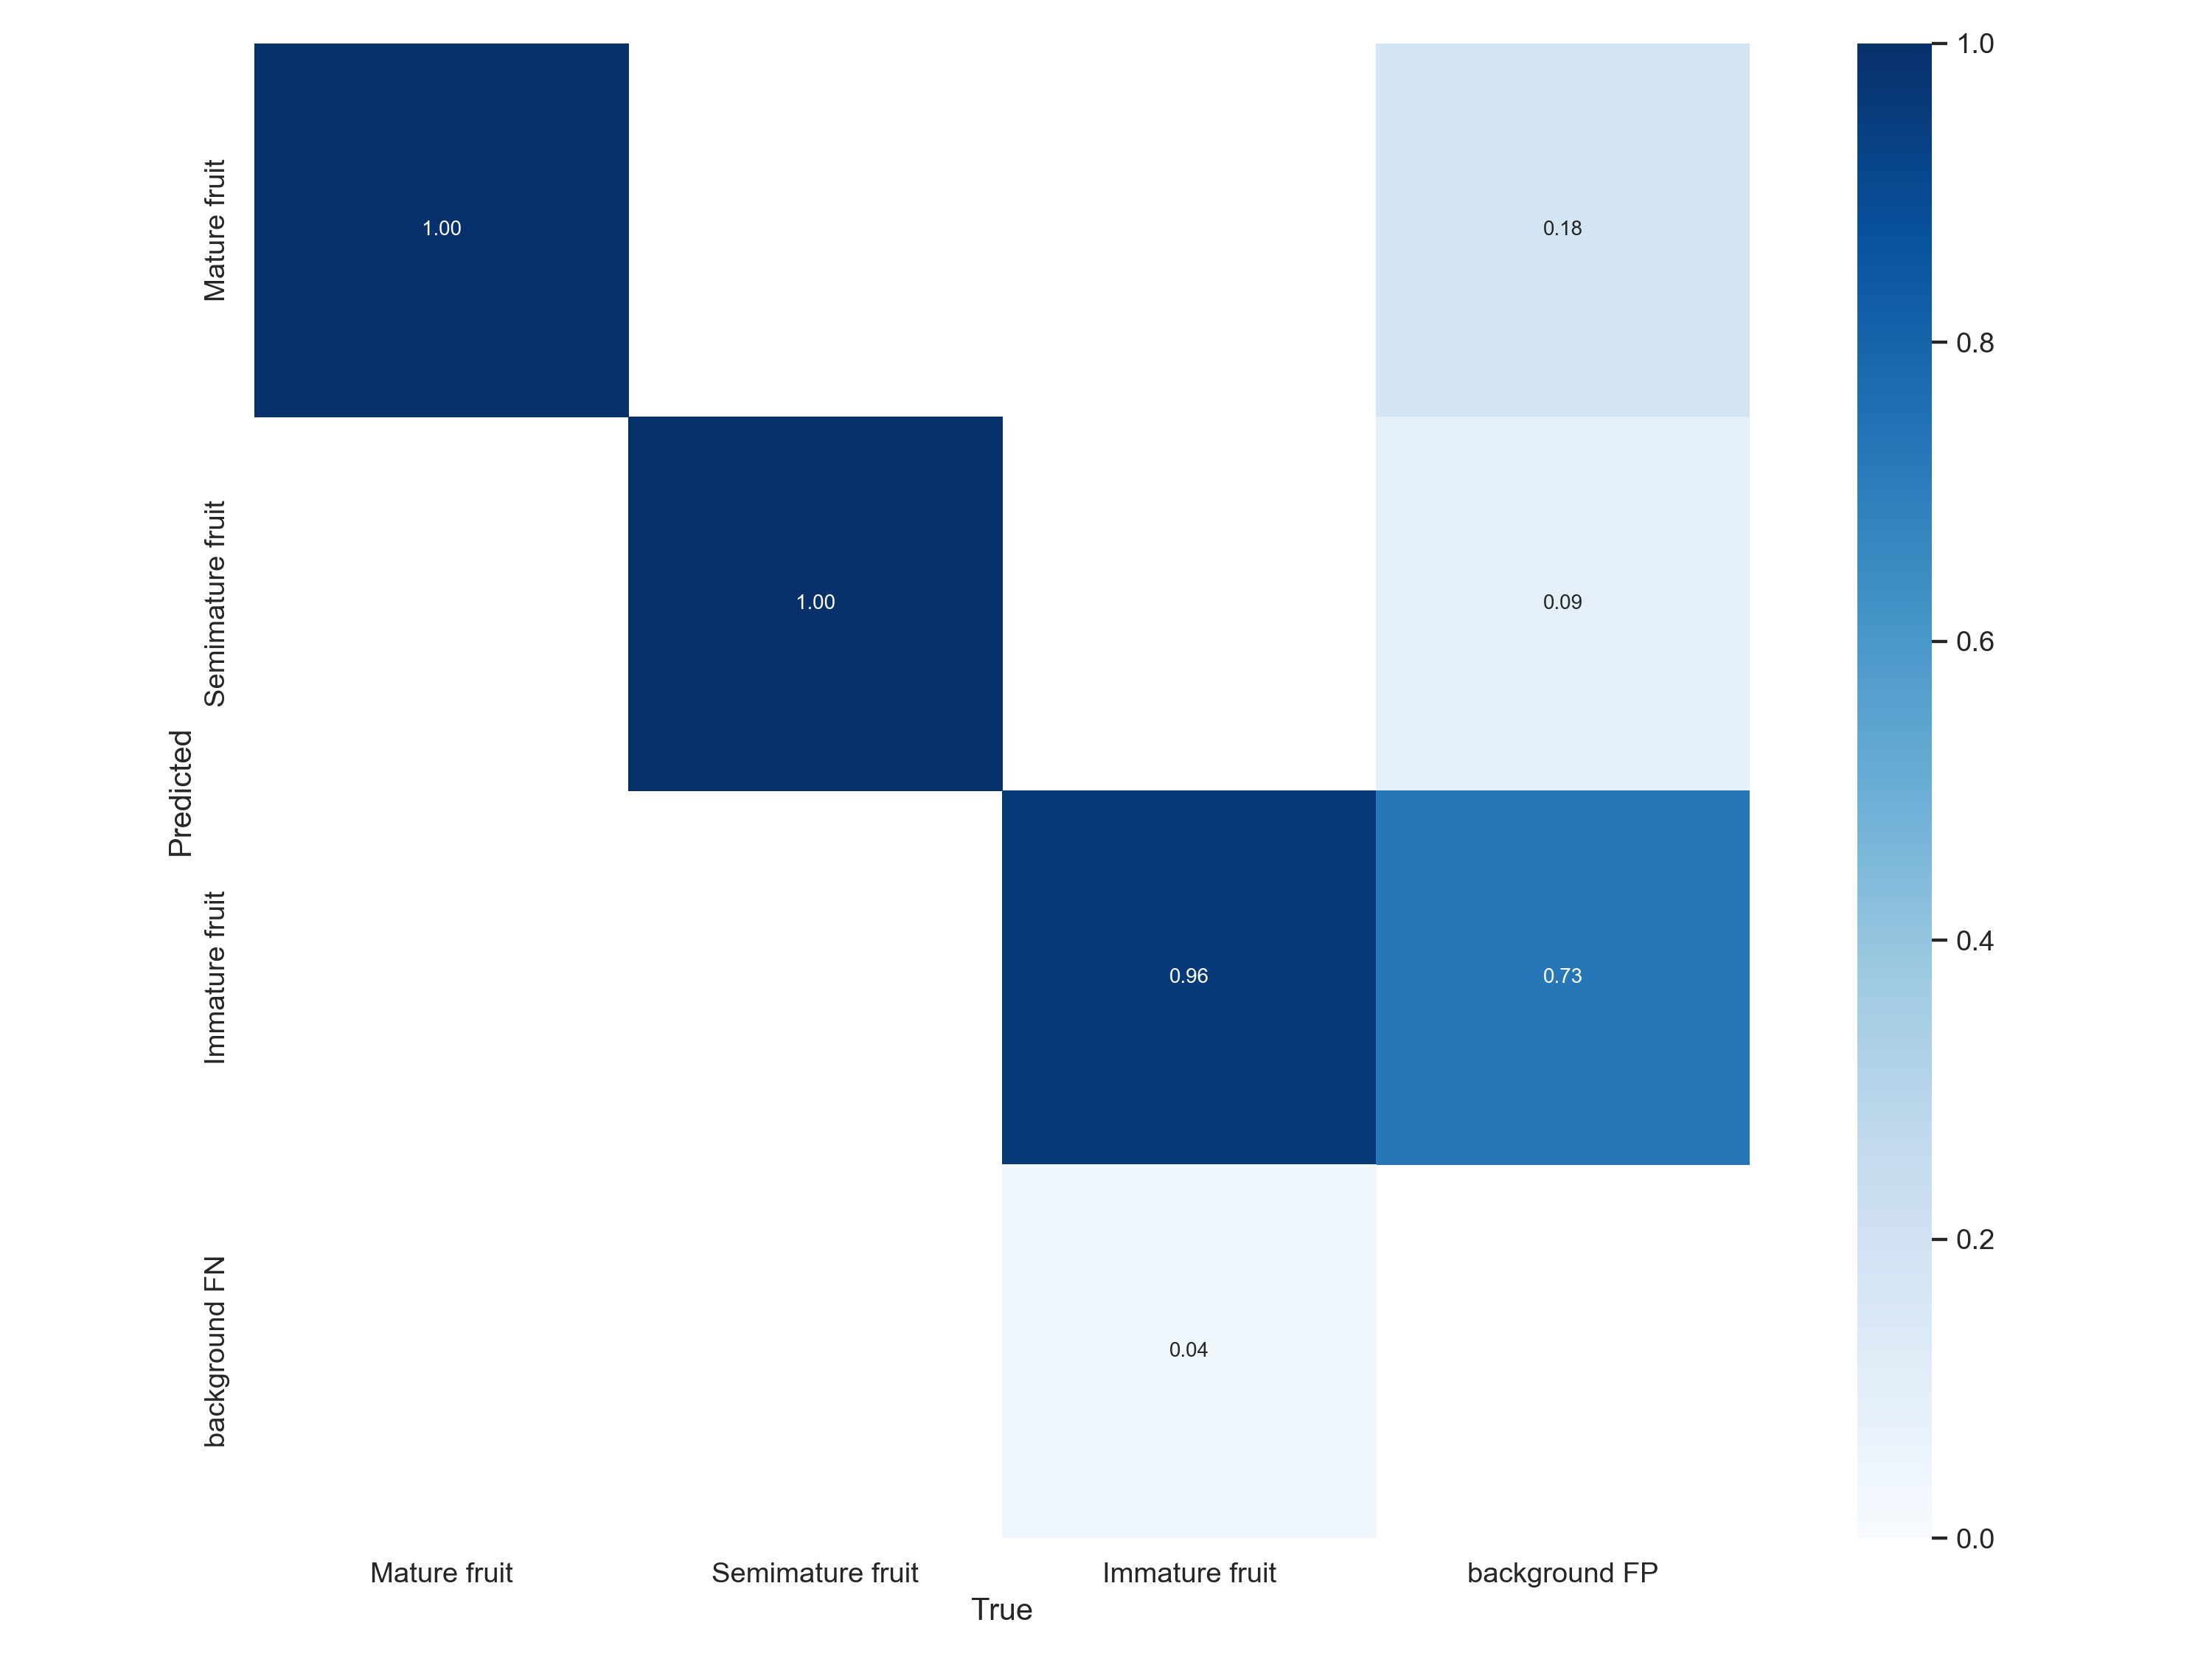 Mature fruit
1.00
0.18
Semimature fruit
1.00
0.09
Predicted
Immature fruit
0.96
0.73
background FN
0.04
Mature fruit
Semimature fruit
Immature fruit
background FP
True
1.0
0.8
0.6
0.4
0.2
0.0